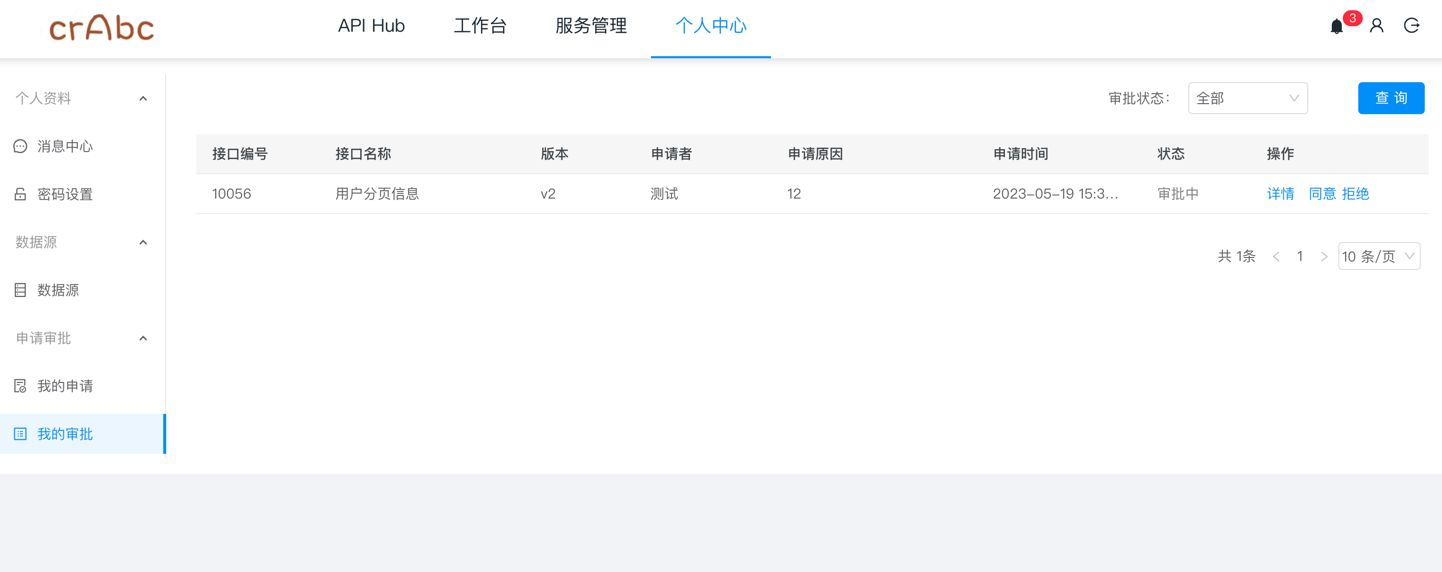 crAbc API Hub 工作台 服务管理 个人中心 3
个人资料
消息中心
密码设置
数据源
数据源
申请审批
我的申请
我的审批
审批状态： 全部 查 询
接口编号 接口名称 版本 申请者 申请原因 申请时间 状态 操作
10056 用户分页信息 v2 测试 12 2023-05-19 15:3... 审批中 详情 同意 拒绝
共 1条 < 1 > 10 条/页